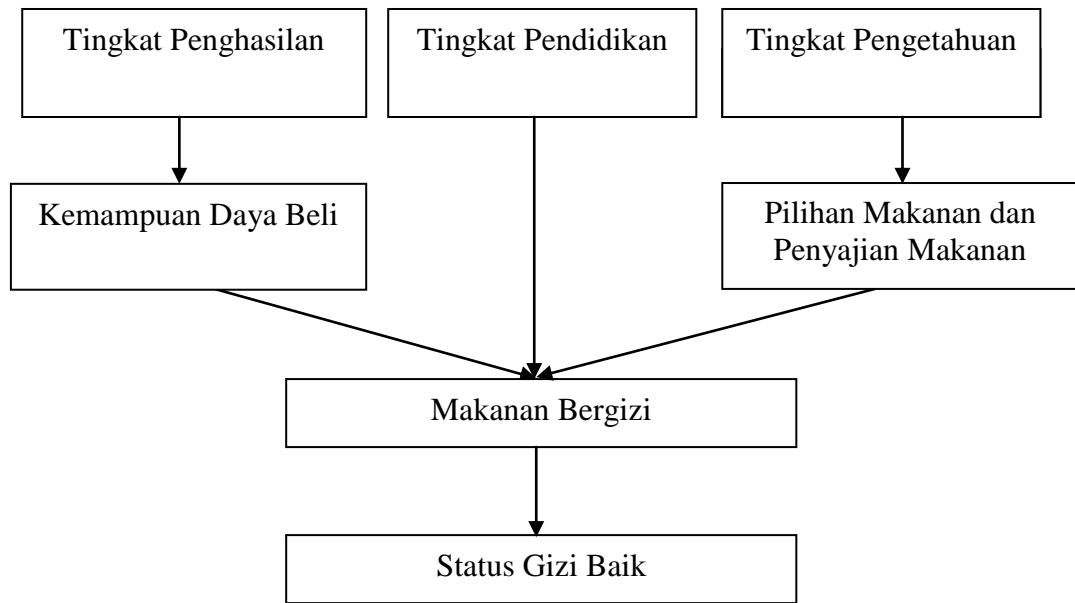 Tingkat Penghasilan
Tingkat Pendidikan
Tingkat Pengetahuan
Kemampuan Daya Beli
Pilihan Makanan dan
Penyajian Makanan
Makanan Bergizi
Status Gizi Baik